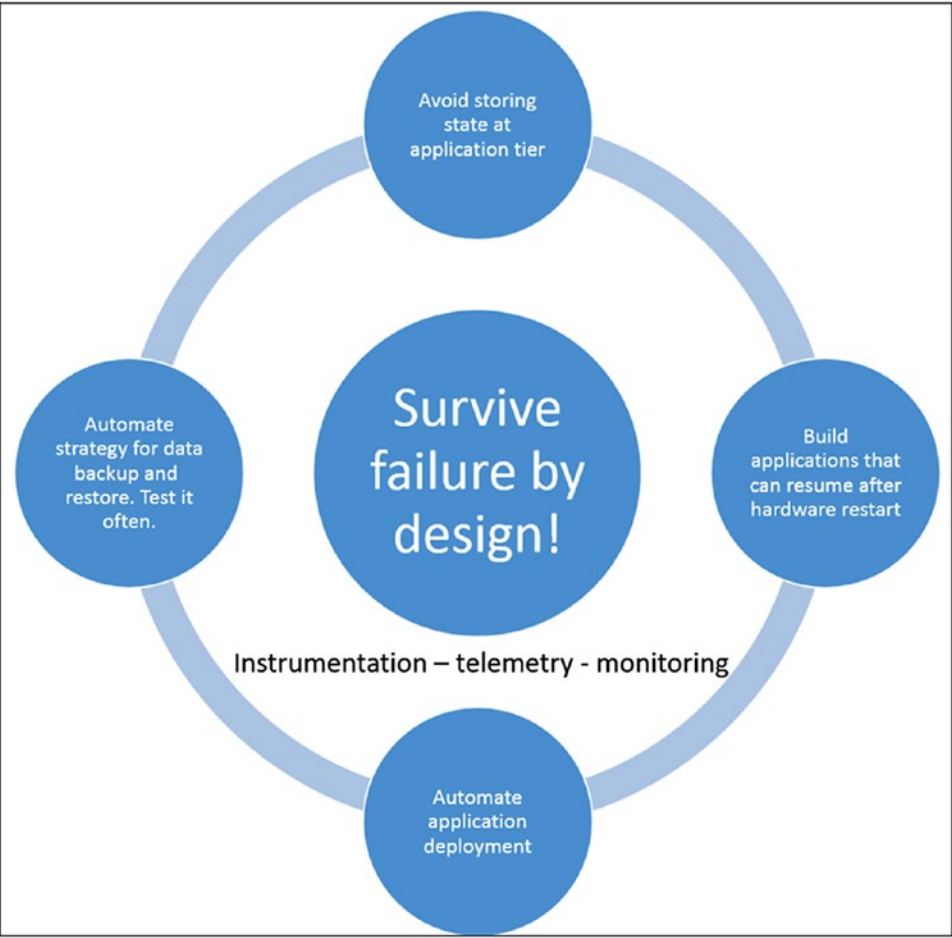 Avoid storing
state at
application tier
Automate
strategy for data
backup and
restore. Test it
often.
Survive
failure by
design!
Build
applications that
can resume after
hardware restart
Instrumentation – telemetry - monitoring
Automate
application
deployment